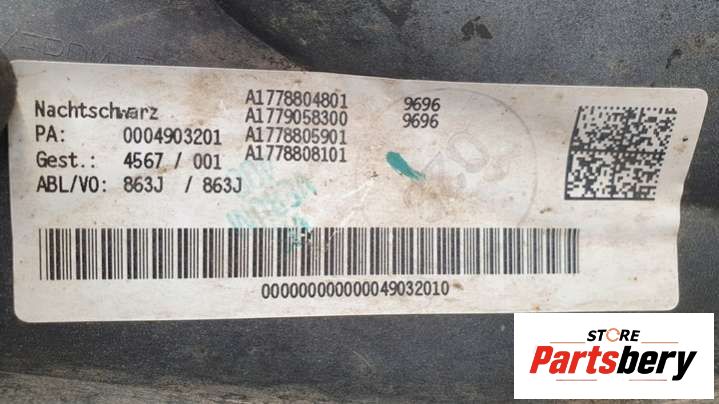 Nachtschwarz A1778804801 9696
A1779058300 9696
PA: 0004903201 A1778805901
Gest.: 4567 / 001 A1778808101
ABL/VO: 863J / 863J
000000000000049032010
STORE
Partsbery